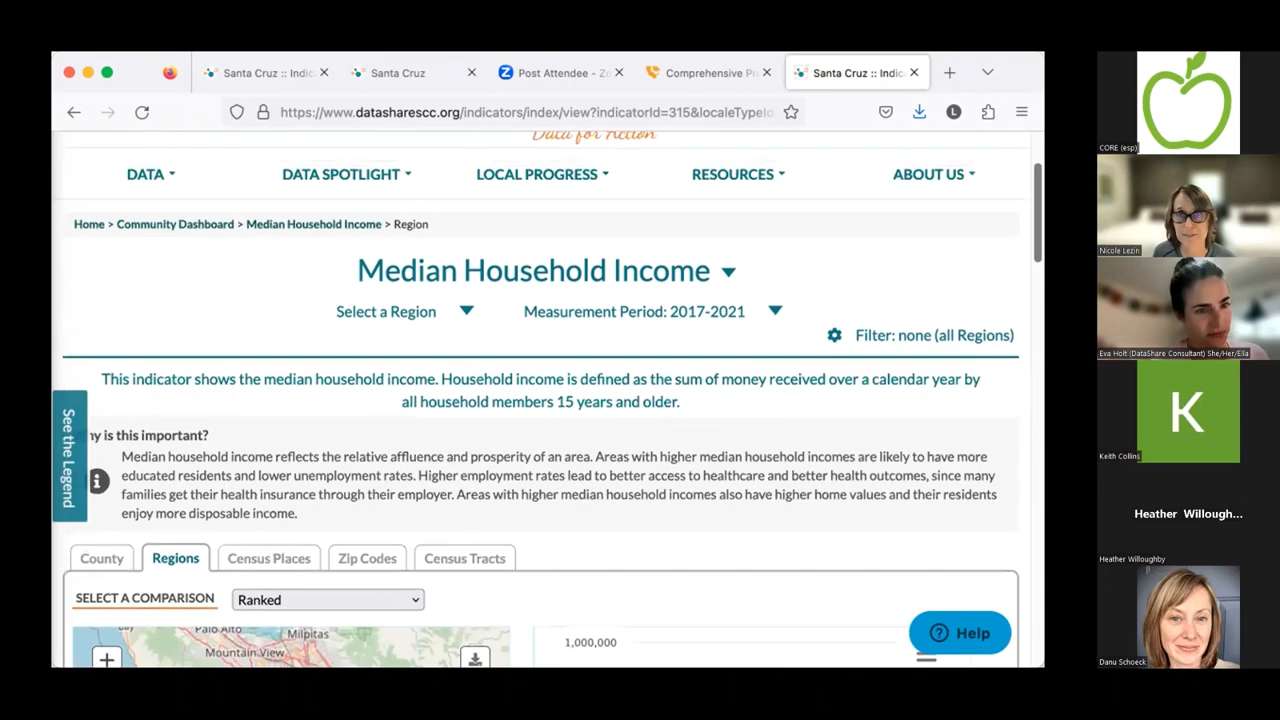 Santa Cruz :: Indic
Santa Cruz
Post Attendee - Zo
Comprehensive Pr
Santa Cruz :: Indic
https://www.datasharescc.org/indicators/index/view?indicatorId=315&localeTypeId
L
Data for Action
DATA
DATA SPOTLIGHT
LOCAL PROGRESS
RESOURCES
ABOUT US
Home > Community Dashboard > Median Household Income > Region
Median Household Income
Select a Region
Measurement Period: 2017-2021
Filter: none (all Regions)
This indicator shows the median household income. Household income is defined as the sum of money received over a calendar year by
all household members 15 years and older.
See the Legend
hy is this important?
Median household income reflects the relative affluence and prosperity of an area. Areas with higher median household incomes are likely to have more
educated residents and lower unemployment rates. Higher employment rates lead to better access to healthcare and better health outcomes, since many
families get their health insurance through their employer. Areas with higher median household incomes also have higher home values and their residents
enjoy more disposable income.
County
Regions
Census Places
Zip Codes
Census Tracts
SELECT A COMPARISON
Ranked
Palo Alto
Milpitas
Mountain View
1,000,000
Help
CORE (esp)
Nicole Lezin
Eva Holt (DataShare Consultant) She/Her/Ella
K
Keith Collins
Heather Willough...
Heather Willoughby
Danu Schoeck